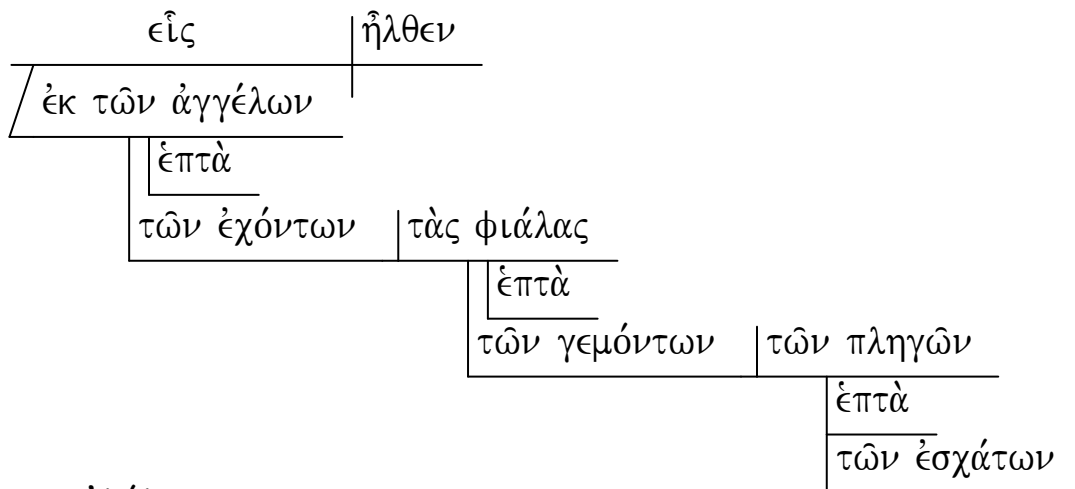 εἷς ἦλθεν
ἐκ τῶν ἀγγέλων
ἑπτὰ
τῶν ἐχόντων τὰς φιάλας
ἑπτὰ
τῶν γεμόντων τῶν πληγῶν
ἑπτὰ
τῶν ἐσχάτων